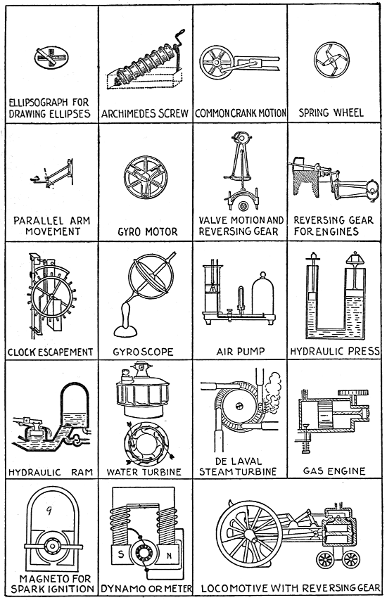 ELLIPSOGRAPH FOR
DRAWING ELLIPSES
ARCHIMEDES SCREW
COMMON CRANK MOTION
SPRING WHEEL
PARALLEL ARM
MOVEMENT
GYRO MOTOR
VALVE MOTION AND
REVERSING GEAR
REVERSING GEAR
FOR ENGINES
CLOCK ESCAPEMENT
GYROSCOPE
AIR PUMP
HYDRAULIC PRESS
HYDRAULIC RAM
WATER TURBINE
DE LAVAL
STEAM TURBINE
GAS ENGINE
9
MAGNETO FOR
SPARK IGNITION
S N
DYNAMO OR METER
LOCOMOTIVE WITH REVERSING GEAR